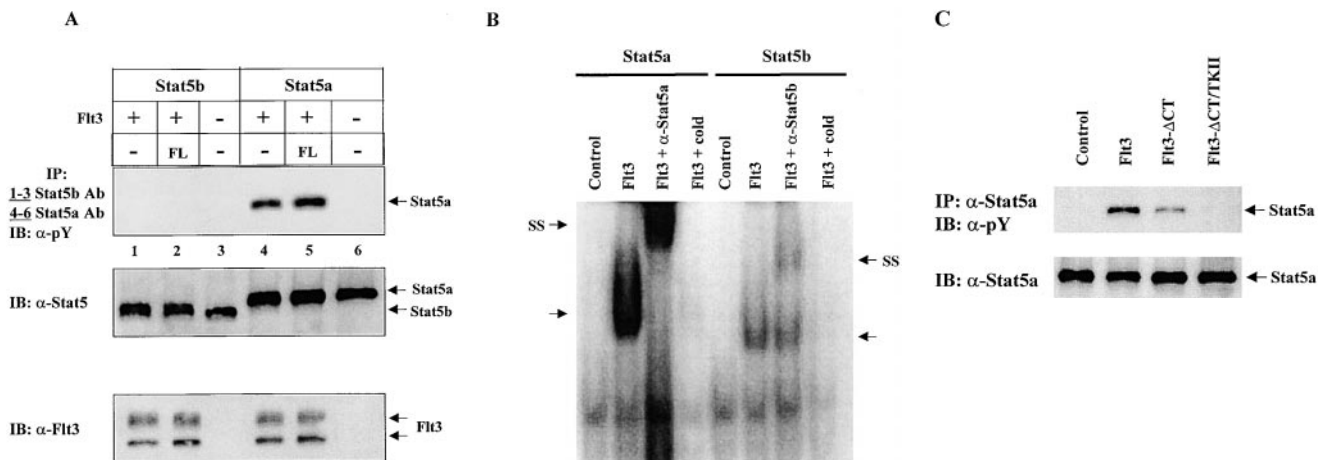 A
Stat5b Stat5a
Flt3 + + - + + -
- FL - - FL -
IP:
1-3 Stat5b Ab
4-6 Stat5a Ab
IB: α-pY
Stat5a
1 2 3 4 5 6
IB: α-Stat5
Stat5a
Stat5b
IB: α-Flt3
Flt3
B
Stat5a Stat5b
Control
Flt3
Flt3 + α-Stat5a
Flt3 + cold
Control
Flt3
Flt3 + α-Stat5b
Flt3 + cold
SS
SS
C
Control
Flt3
Flt3-ΔCT
Flt3-ΔCT/TKII
IP: α-Stat5a
IB: α-pY
Stat5a
IB: α-Stat5a
Stat5a